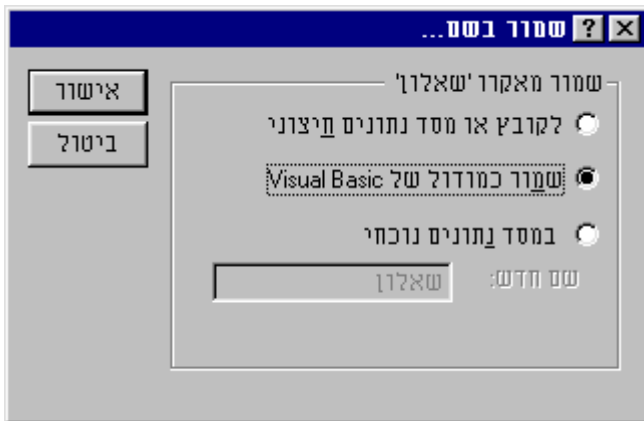 שמור בשם...
שמור מאקרו 'שאלון'
לקובץ או מסד נתונים חיצוני
שמור כמודול של Visual Basic
במסד נתונים נוכחי
שם חדש: שאלון
אישור
ביטול